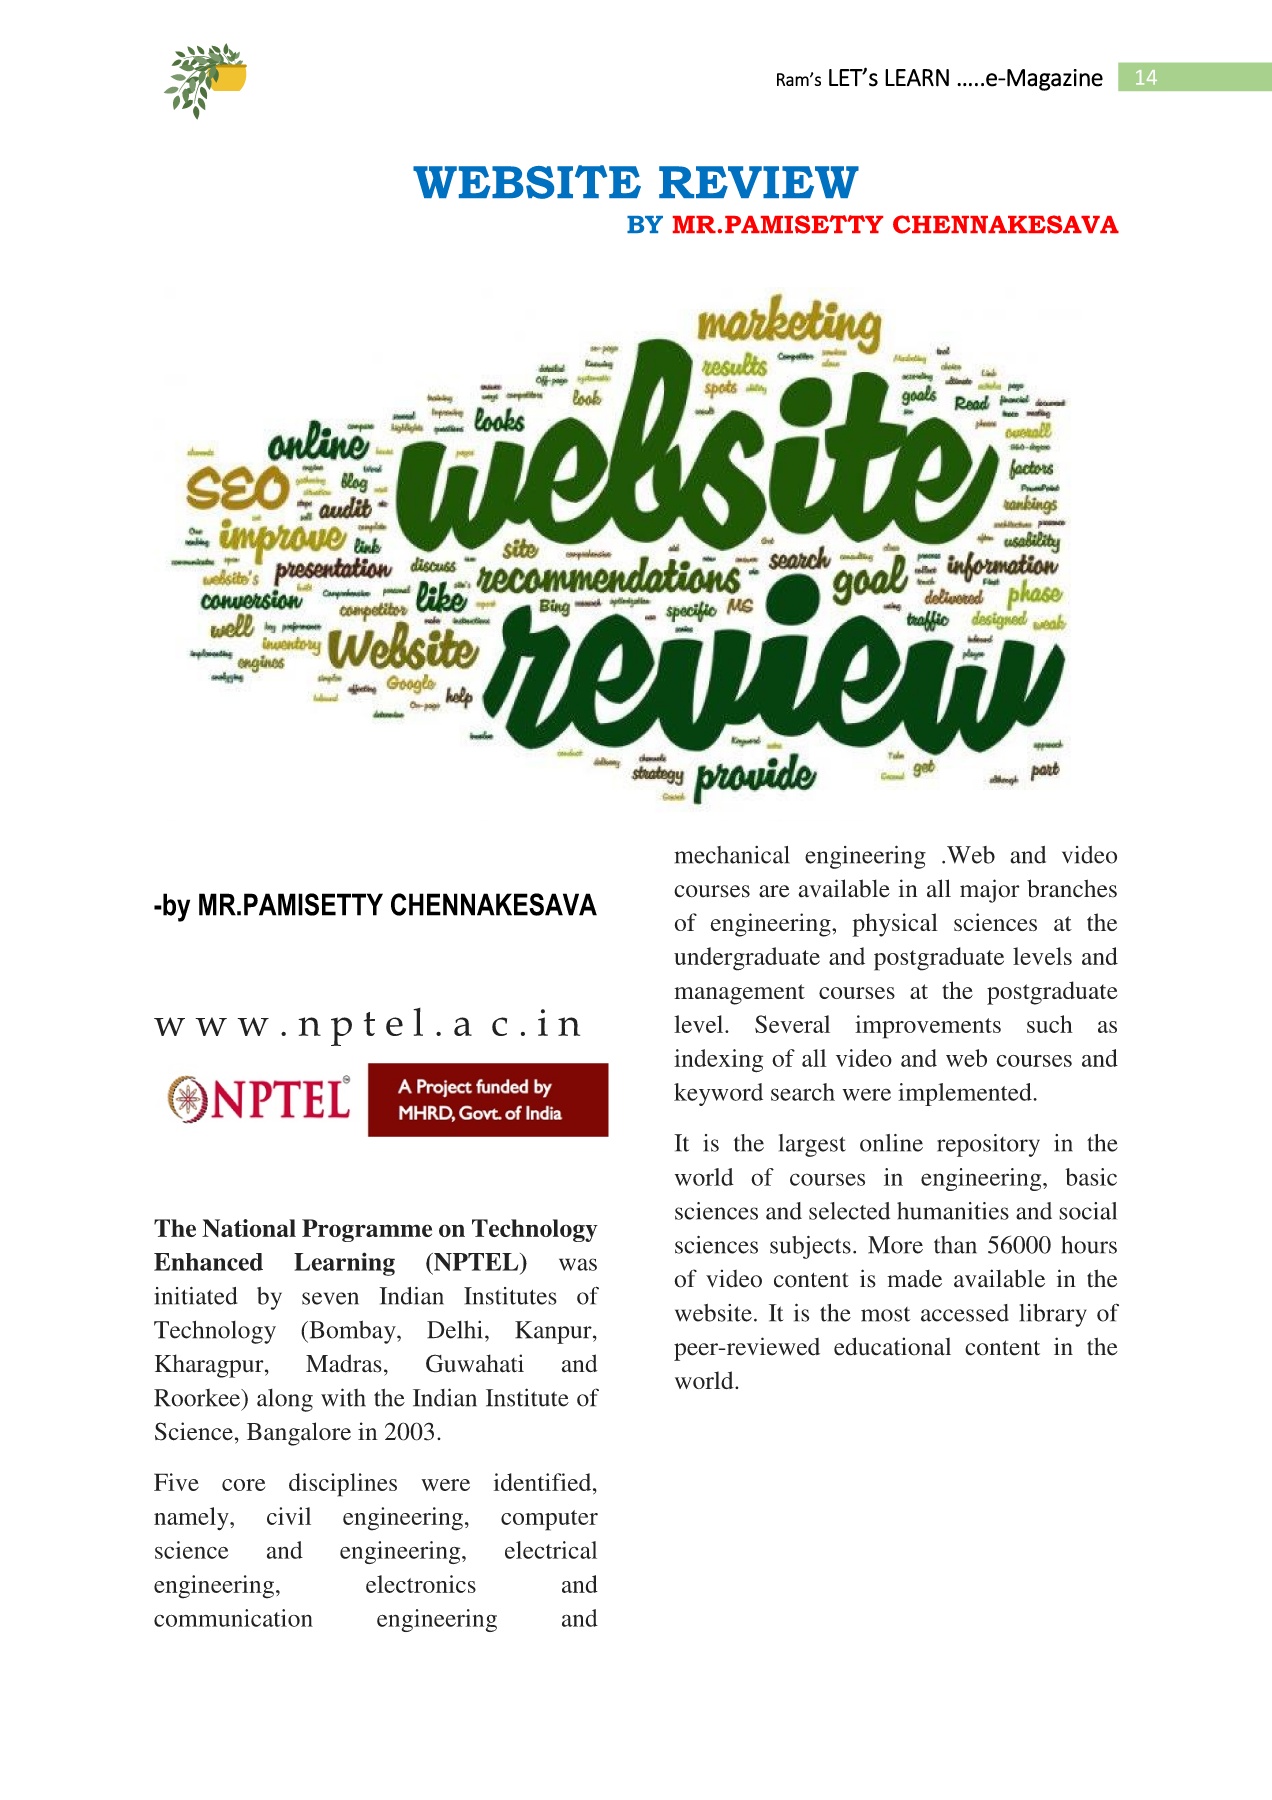 Ram's LET's LEARN .....e-Magazine 14
WEBSITE REVIEW
BY MR.PAMISETTY CHENNAKESAVA
marketing
results
spots
look
looks
goals
Read
online
overall
SEO
blog
website
factors
audit
rankings
improve
link
site
search
usability
website's
presentation
discuss
recommendations
goal
information
conversion
competitor
like
Bing
specific
MS
delivered
phase
traffic
designed
weak
well
inventory
Website
review
engines
Google
help
strategy
provide
get
part
-by MR.PAMISETTY CHENNAKESAVA
www.nptel.ac.in
NPTEL
A Project funded by
MHRD, Govt. of India
The National Programme on Technology
Enhanced Learning (NPTEL) was
initiated by seven Indian Institutes of
Technology (Bombay, Delhi, Kanpur,
Kharagpur, Madras, Guwahati and
Roorkee) along with the Indian Institute of
Science, Bangalore in 2003.
Five core disciplines were identified,
namely, civil engineering, computer
science and engineering, electrical
engineering, electronics and
communication engineering and
mechanical engineering .Web and video
courses are available in all major branches
of engineering, physical sciences at the
undergraduate and postgraduate levels and
management courses at the postgraduate
level. Several improvements such as
indexing of all video and web courses and
keyword search were implemented.
It is the largest online repository in the
world of courses in engineering, basic
sciences and selected humanities and social
sciences subjects. More than 56000 hours
of video content is made available in the
website. It is the most accessed library of
peer-reviewed educational content in the
world.